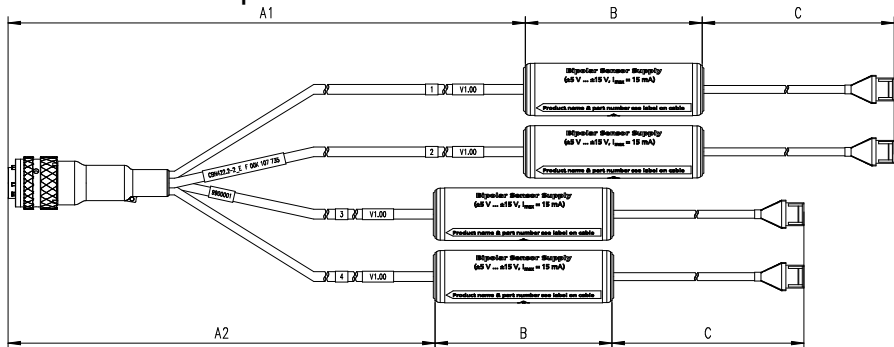 A1 B C
1 V1.00
Bipolar Sensor Supply
(±5 V ... ±15 V, Imax = 15 mA)
Product name & part number see label on cable
2 V1.00
Bipolar Sensor Supply
(±5 V ... ±15 V, Imax = 15 mA)
Product name & part number see label on cable
CBHA22.2-2_E F 00K 107 735
9900001
3 V1.00
Bipolar Sensor Supply
(±5 V ... ±15 V, Imax = 15 mA)
Product name & part number see label on cable
4 V1.00
Bipolar Sensor Supply
(±5 V ... ±15 V, Imax = 15 mA)
Product name & part number see label on cable
A2 B C